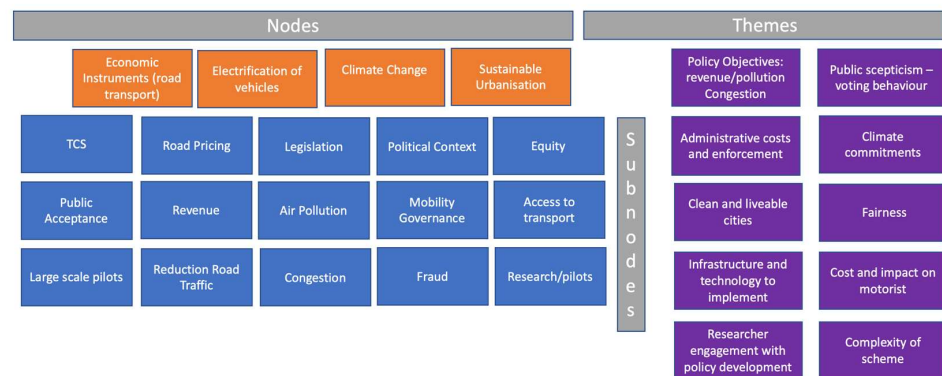 Nodes
Themes
Economic
Instruments (road
transport)
Electrification of
vehicles
Climate Change
Sustainable
Urbanisation
Policy Objectives:
revenue/pollution
Congestion
Public scepticism –
voting behaviour
TCS
Road Pricing
Legislation
Political Context
Equity
Subnodes
Administrative costs
and enforcement
Climate
commitments
Public
Acceptance
Revenue
Air Pollution
Mobility
Governance
Access to
transport
Clean and liveable
cities
Fairness
Large scale pilots
Reduction Road
Traffic
Congestion
Fraud
Research/pilots
Infrastructure and
technology to
implement
Cost and impact on
motorist
Researcher
engagement with
policy development
Complexity of
scheme